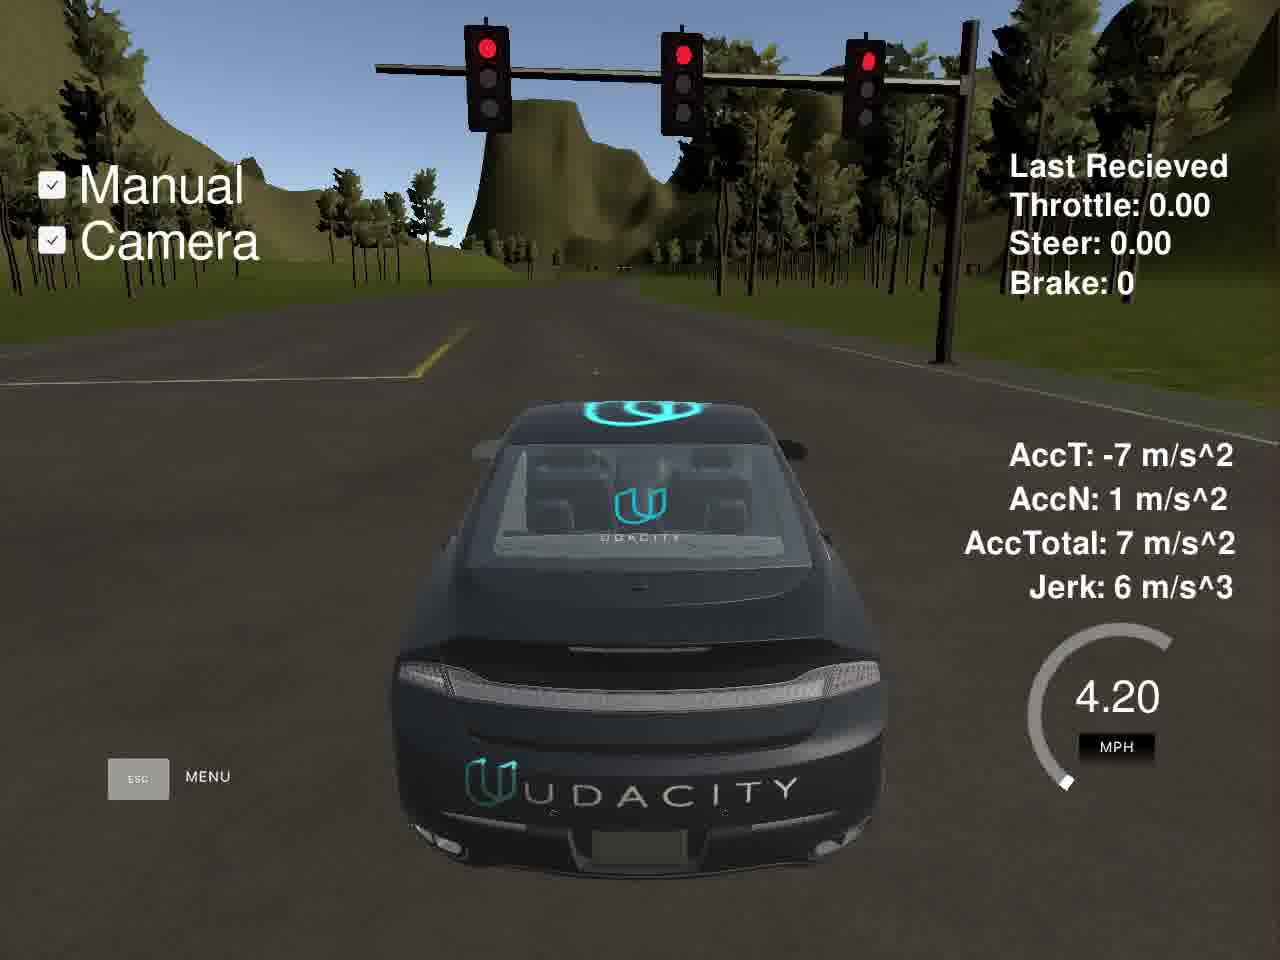 Manual
Camera
Last Recieved
Throttle: 0.00
Steer: 0.00
Brake: 0
AccT: -7 m/s^2
AccN: 1 m/s^2
AccTotal: 7 m/s^2
Jerk: 6 m/s^3
UDACITY
4.20
MPH
ESC MENU
UDACITY